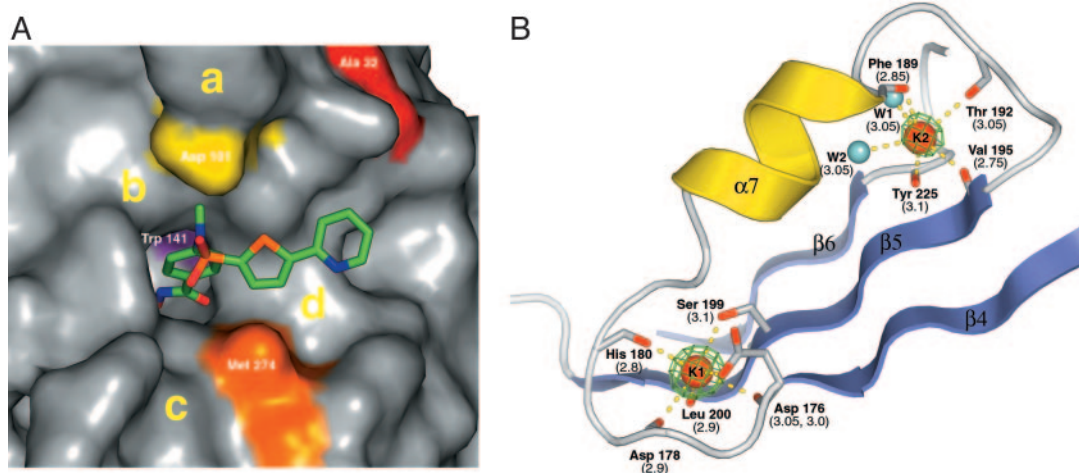 A
a
Ala 32
Asp 101
b
Trp 141
d
Met 274
c
B
Phe 189
(2.85)
W1
(3.05)
K2
Thr 192
(3.05)
W2
(3.05)
Val 195
(2.75)
α7
Tyr 225
(3.1)
β6
β5
β4
Ser 199
(3.1)
His 180
(2.8)
K1
Leu 200
(2.9)
Asp 176
(3.05, 3.0)
Asp 178
(2.9)